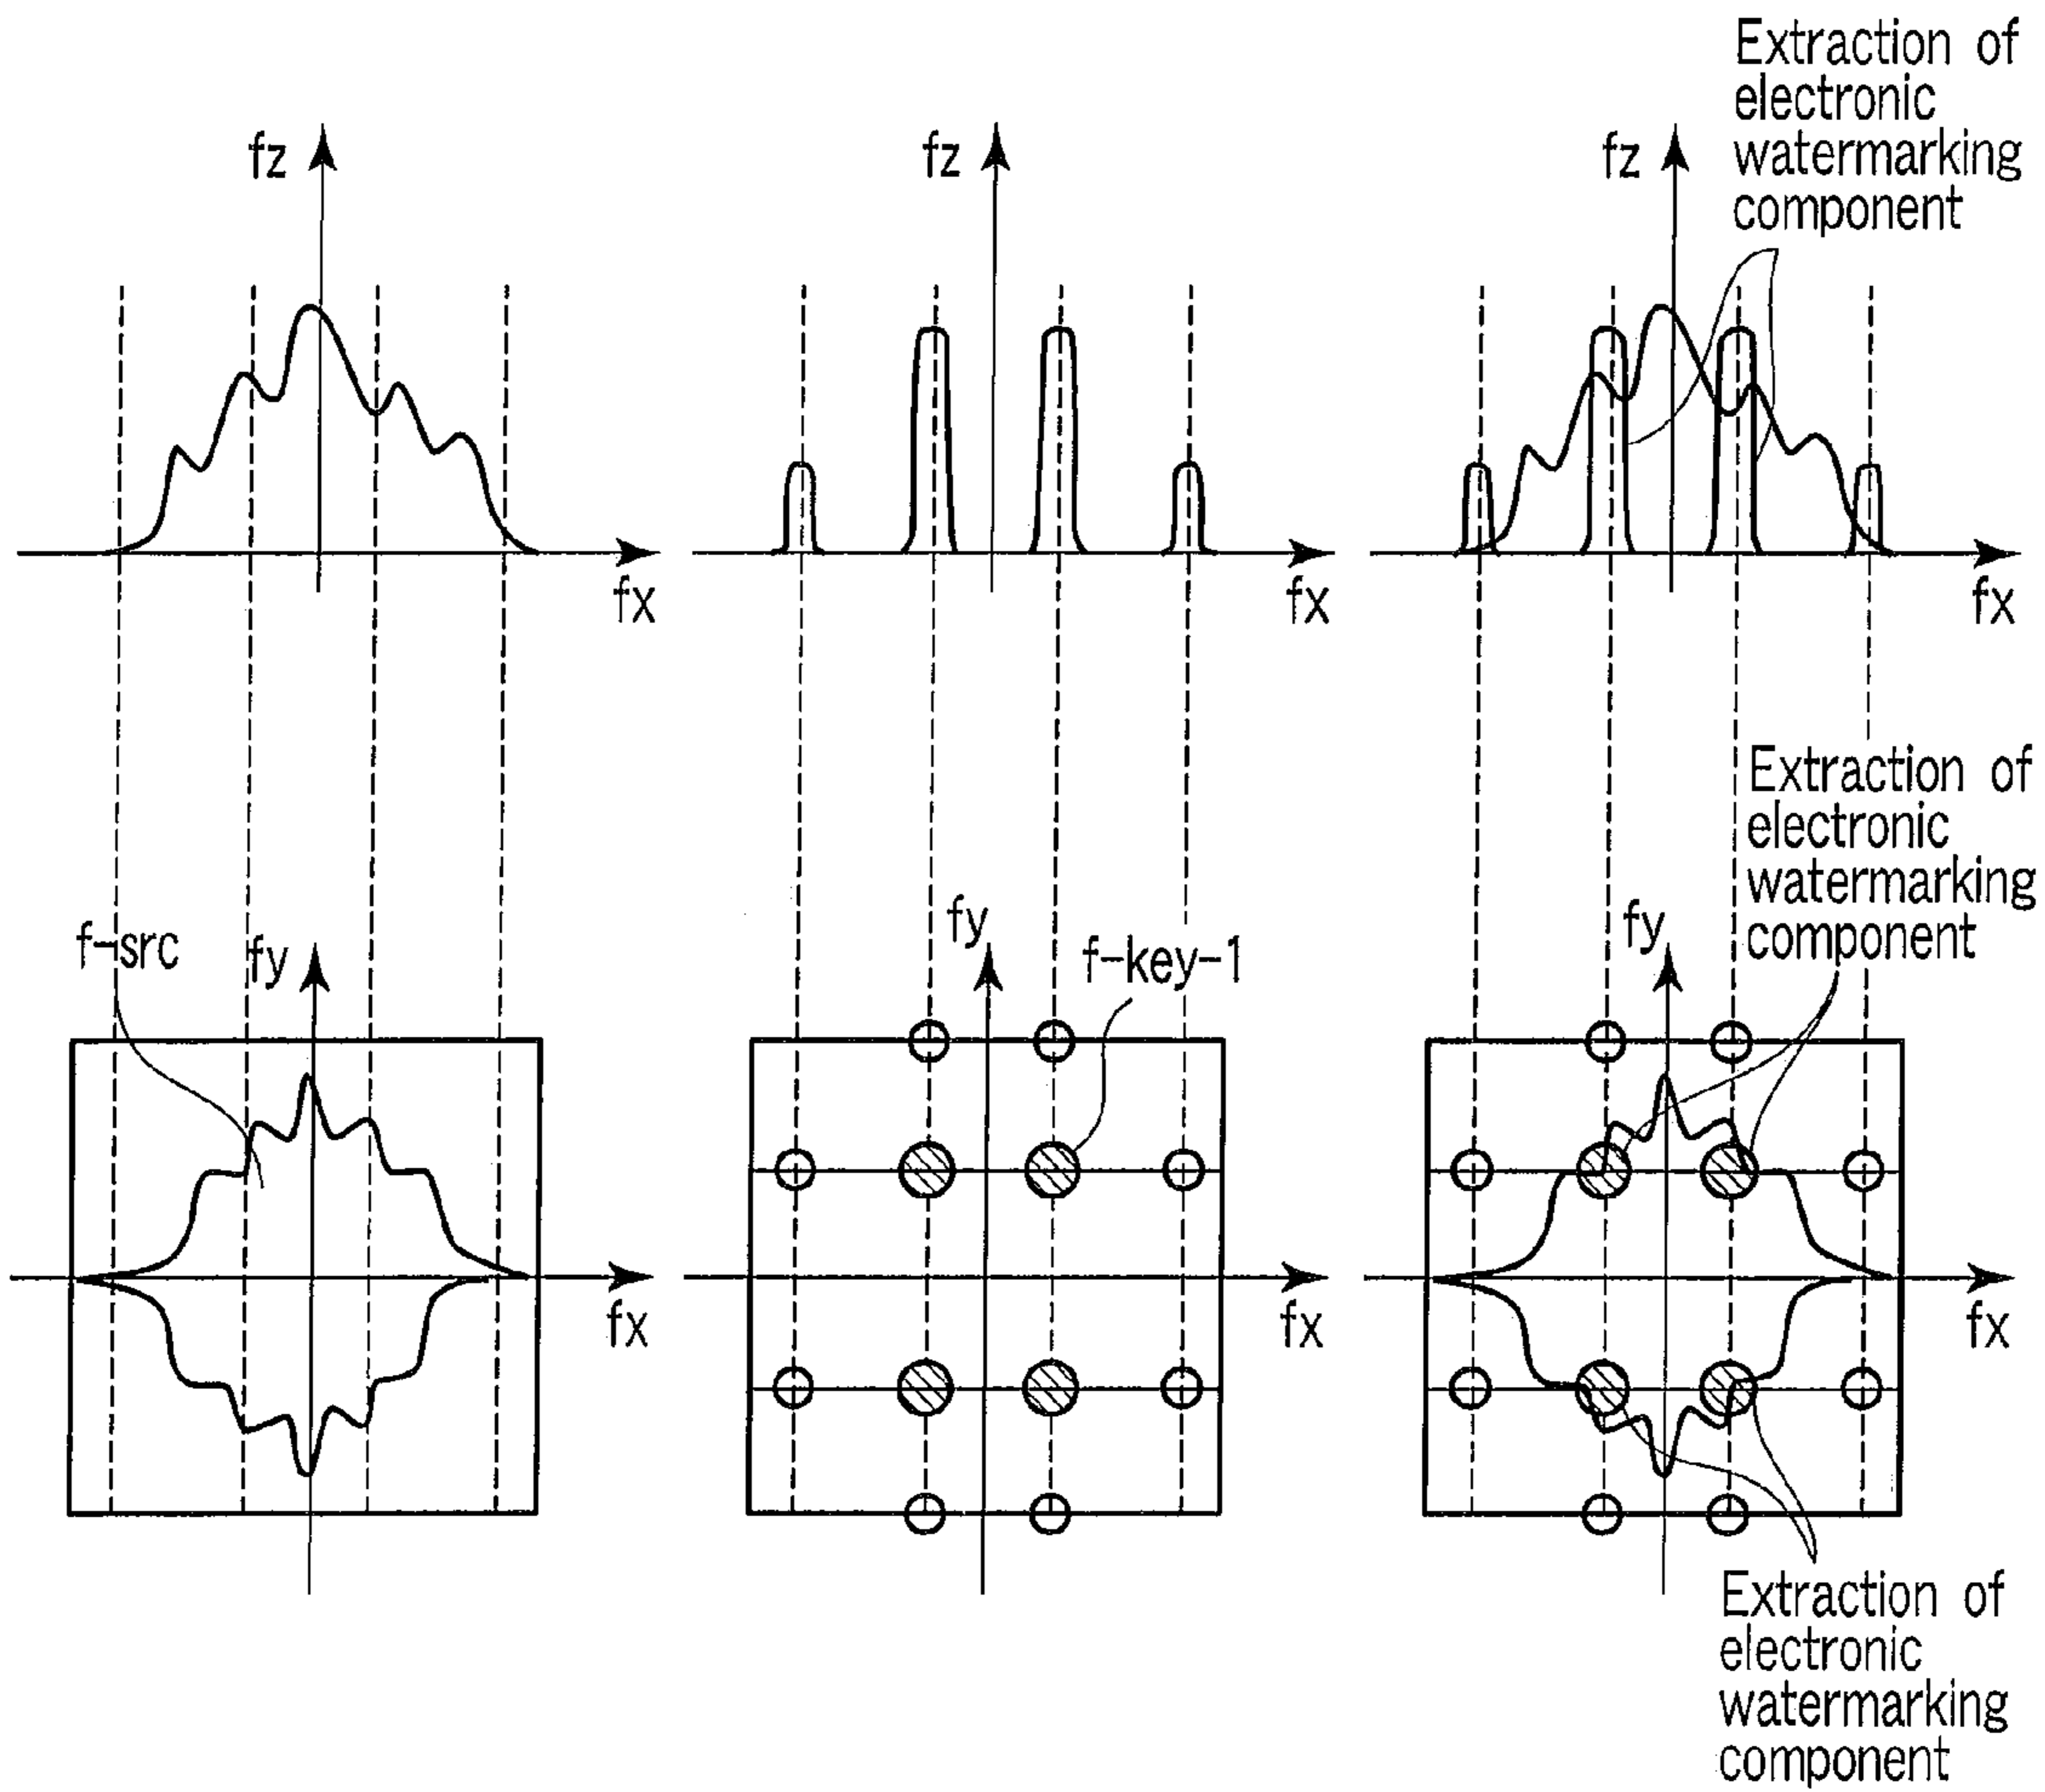 Extraction of
electronic
watermarking
component
fz
fz
fz
fx
fx
fx
Extraction of
electronic
watermarking
component
f-src
fy
fy
f-key-1
fy
fx
fx
fx
Extraction of
electronic
watermarking
component